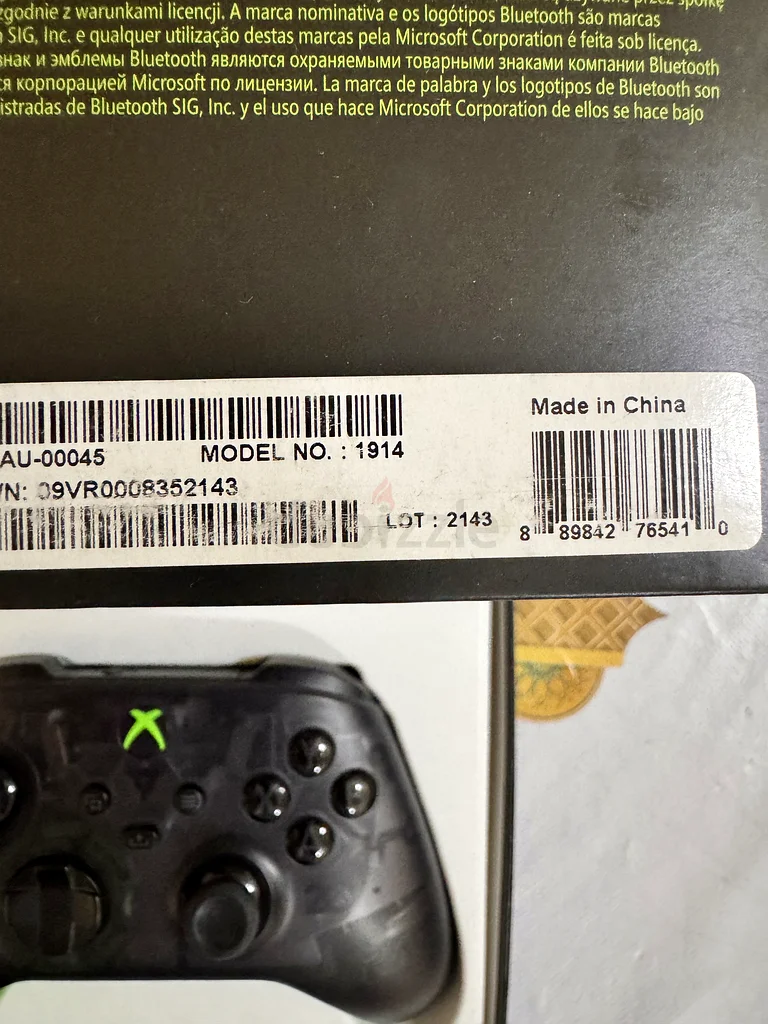 zgodnie z warunkami licencji. A marca nominativa e os logótipos Bluetooth são marcas
SIG, Inc. e qualquer utilização destas marcas pela Microsoft Corporation é feita sob licença.
знак и эмблемы Bluetooth являются охраняемыми товарными знаками компании Bluetooth
ся корпорацией Microsoft по лицензии. La marca de palabra y los logotipos de Bluetooth son
istradas de Bluetooth SIG, Inc. y el uso que hace Microsoft Corporation de ellos se hace bajo
Made in China
AU-00045 MODEL NO. : 1914
/N: 09VR0008352143
LOT : 2143
8 89842 76541 0
dubizzle
X
A